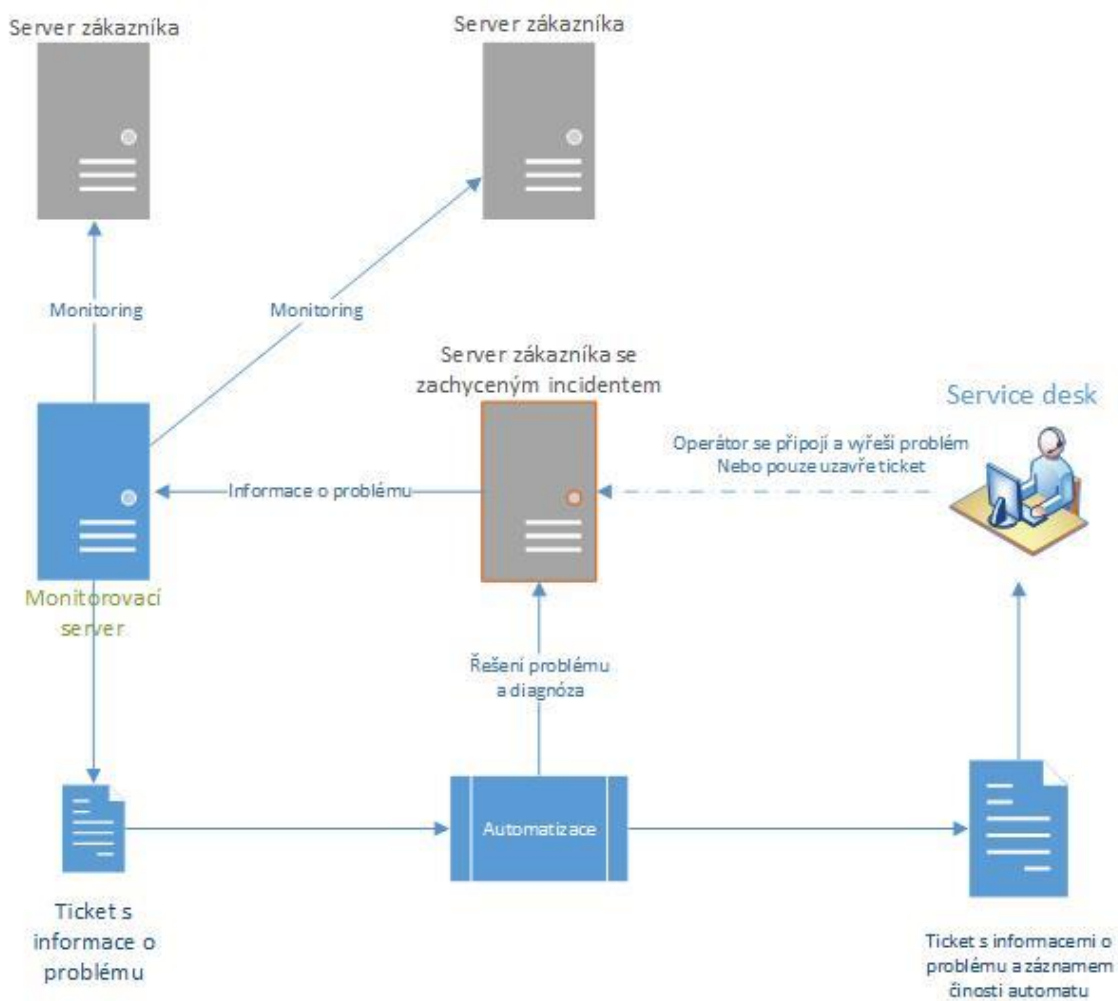 Server zákazníka
Server zákazníka
Monitoring
Monitoring
Server zákazníka se
zachyceným incidentem
Service desk
Operátor se připojí a vyřeši problém
Nebo pouze uzavře ticket
Informace o problému
Monitorovací
server
Řešení problému
a diagnóza
Automatizace
Ticket s
informace o
problému
Ticket s informacemi o
problému a záznamem
činosti automatu